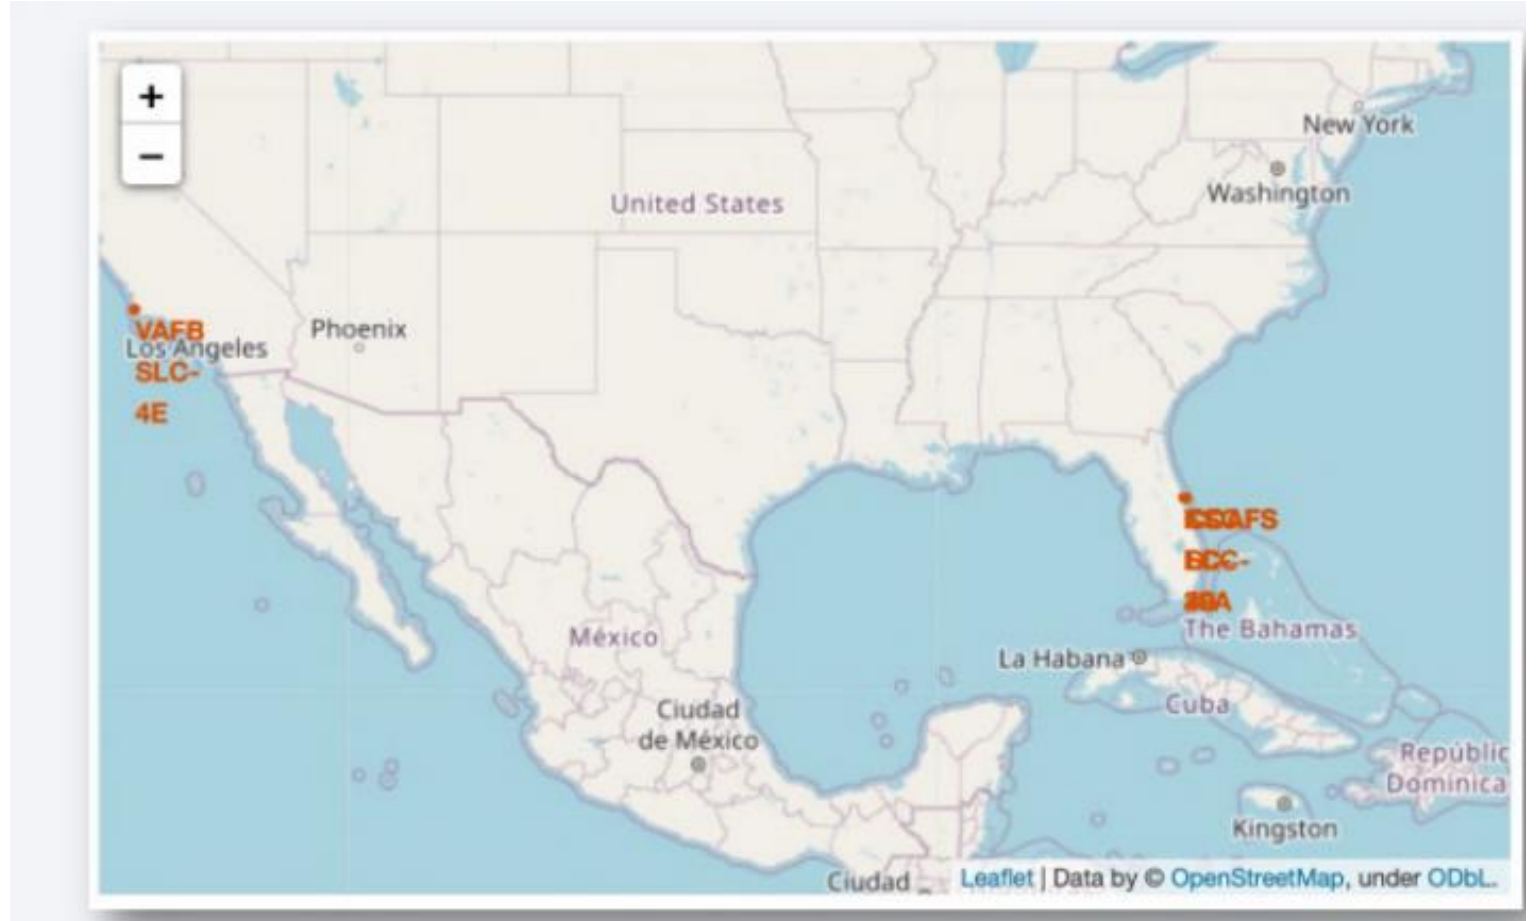 +
−
New York
Washington
United States
VAFB
Los Angeles
Phoenix
SLC-
4E
México
The Bahamas
La Habana
Cuba
Ciudad
de México
Repúblic
Dominica
Kingston
Ciudad
Leaflet | Data by © OpenStreetMap, under ODbL.